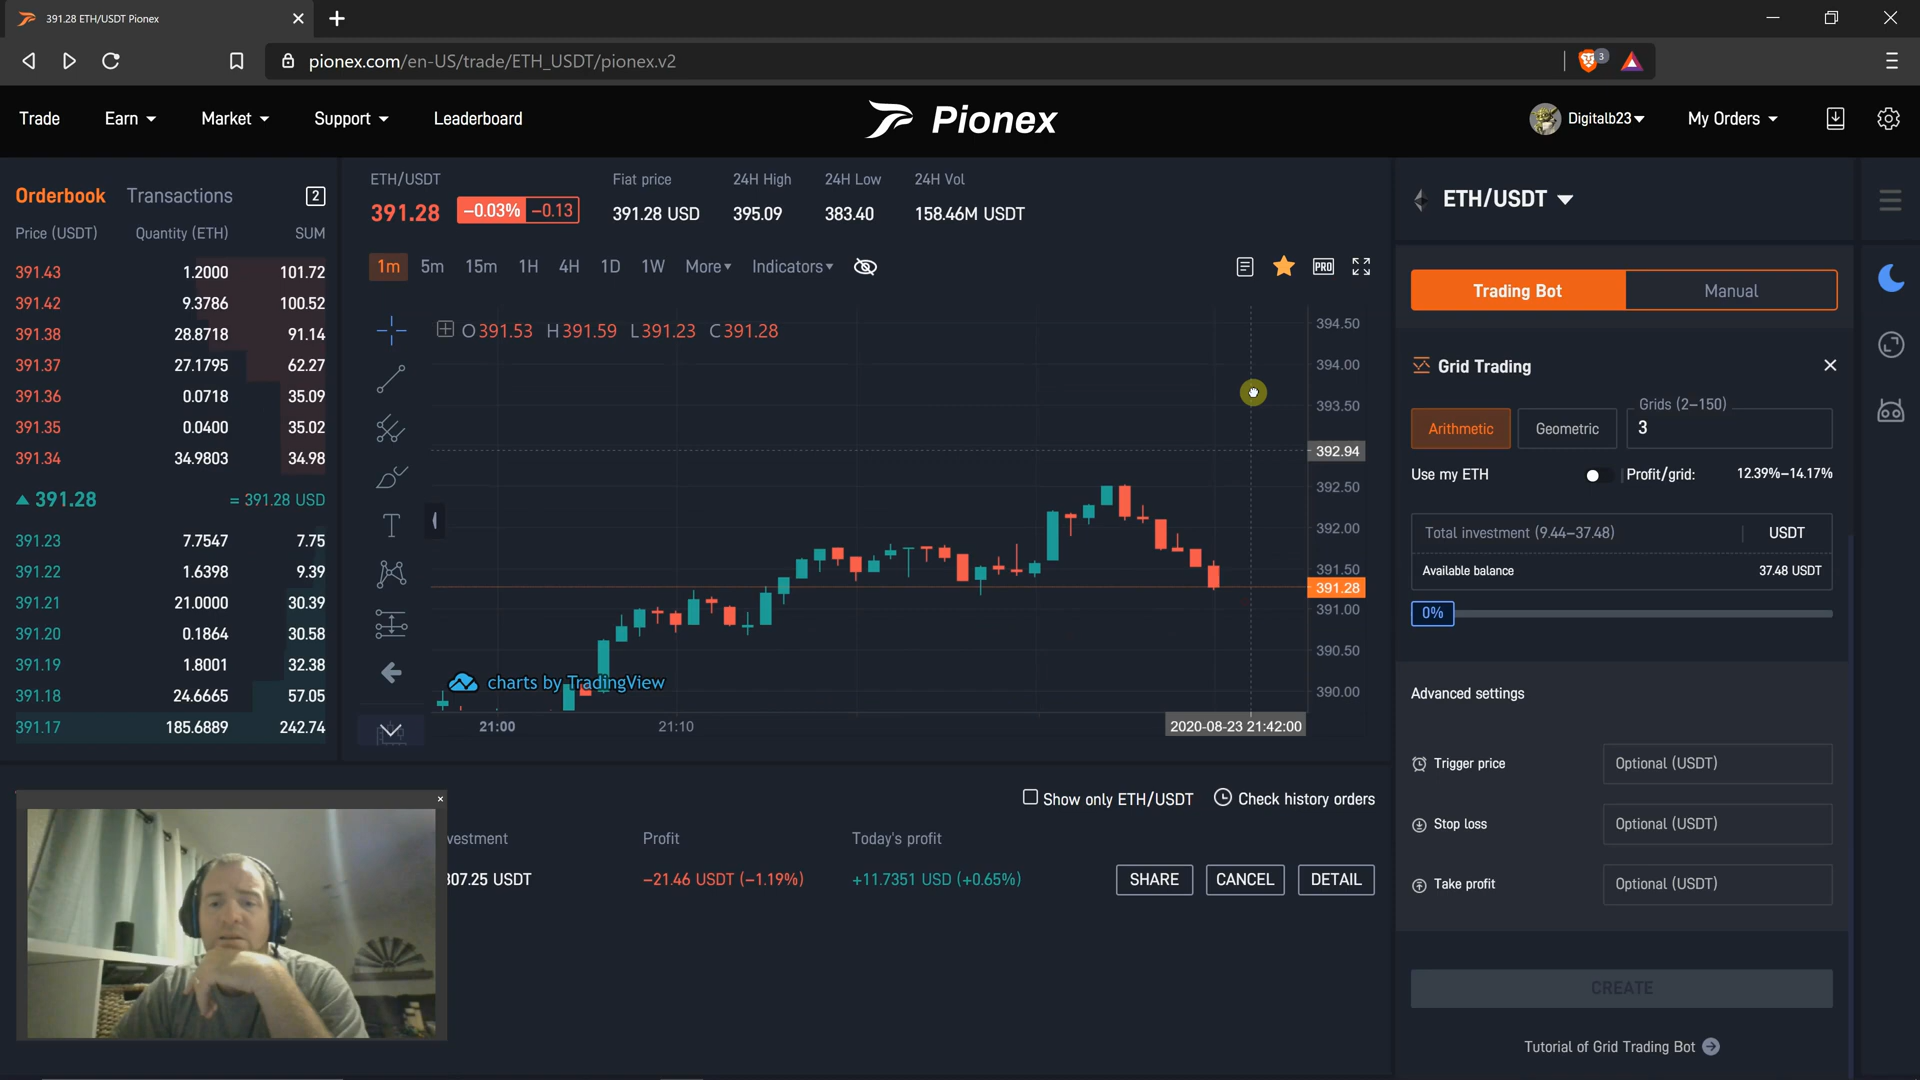 391.28 ETH/USDT Pionex
pionex.com/en-US/trade/ETH_USDT/pionex.v2
3
Trade Earn Market Support Leaderboard
Pionex
Digitalb23 My Orders
Orderbook Transactions 2
Price (USDT) Quantity (ETH) SUM
391.43 1.2000 101.72
391.42 9.3786 100.52
391.38 28.8718 91.14
391.37 27.1795 62.27
391.36 0.0718 35.09
391.35 0.0400 35.02
391.34 34.9803 34.98
391.28 = 391.28 USD
391.23 7.7547 7.75
391.22 1.6398 9.39
391.21 21.0000 30.39
391.20 0.1864 30.58
391.19 1.8001 32.38
391.18 24.6665 57.05
391.17 185.6889 242.74
ETH/USDT Fiat price 24H High 24H Low 24H Vol
391.28 −0.03% −0.13 391.28 USD 395.09 383.40 158.46M USDT
1m 5m 15m 1H 4H 1D 1W More Indicators PRO
O391.53 H391.59 L391.23 C391.28
394.50
394.00
393.50
392.94
392.50
392.00
391.50
391.28
391.00
390.50
390.00
charts by TradingView
21:00 21:10 2020-08-23 21:42:00
Show only ETH/USDT Check history orders
vestment Profit Today's profit
307.25 USDT −21.46 USDT (−1.19%) +11.7351 USD (+0.65%) SHARE CANCEL DETAIL
ETH/USDT
Trading Bot Manual
Grid Trading
Arithmetic Geometric Grids (2–150) 3
Use my ETH Profit/grid: 12.39%–14.17%
Total investment (9.44–37.48) USDT
Available balance 37.48 USDT
0%
Advanced settings
Trigger price Optional (USDT)
Stop loss Optional (USDT)
Take profit Optional (USDT)
CREATE
Tutorial of Grid Trading Bot